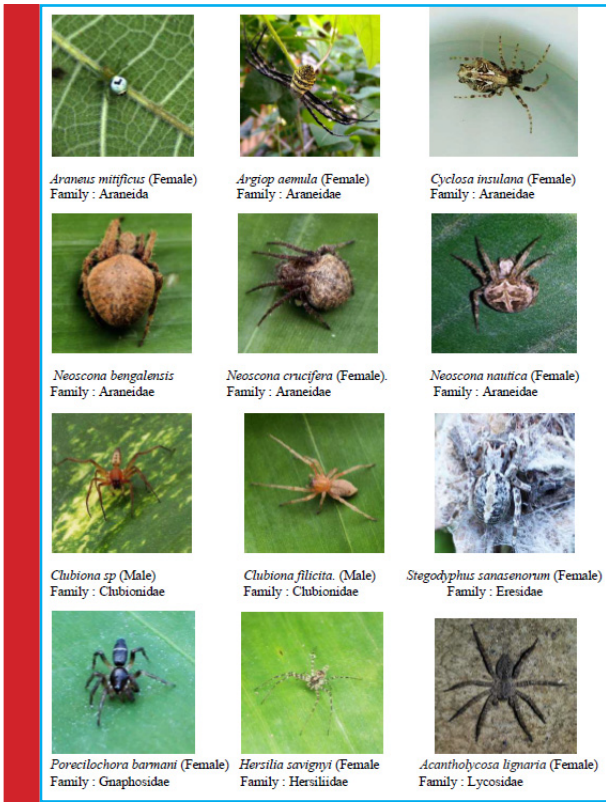 Araneus mitificus (Female)
Family : Araneida
Argiop aemula (Female)
Family : Araneidae
Cyclosa insulana (Female)
Family : Araneidae
Neoscona bengalensis
Family : Araneidae
Neoscona crucifera (Female).
Family : Araneidae
Neoscona nautica (Female)
Family : Araneidae
Clubiona sp (Male)
Family : Clubionidae
Clubiona filicita. (Male)
Family : Clubionidae
Stegodyphus sanasenorum (Female)
Family : Eresidae
Porecilochora barmani (Female)
Family : Gnaphosidae
Hersilia savignyi (Female
Family : Hersiliidae
Acantholycosa lignaria (Female)
Family : Lycosidae